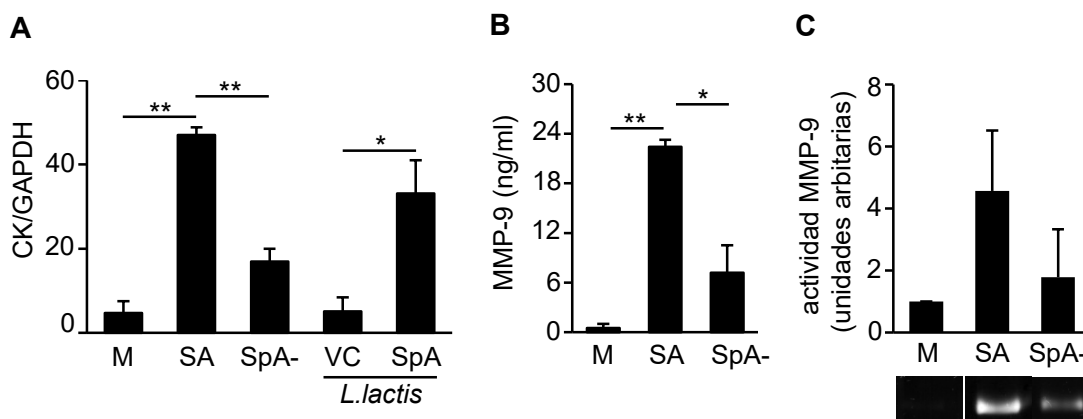 A
CK/GAPDH
60
40
20
0
**
**
*
M SA SpA- VC SpA
L.lactis
B
MMP-9 (ng/ml)
30
24
18
12
6
0
**
*
M SA SpA-
C
actividad MMP-9
(unidades arbitarias)
8
6
4
2
0
M SA SpA-